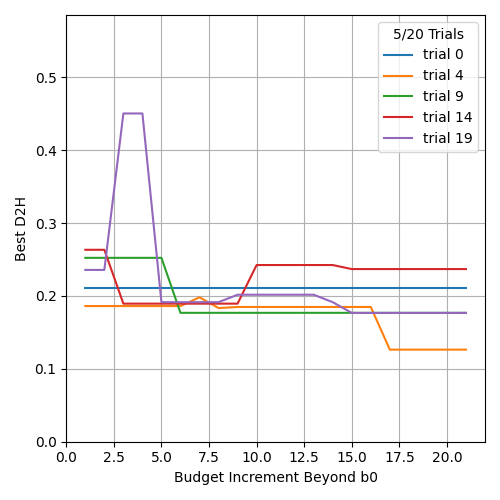 5/20 Trials
trial 0
trial 4
trial 9
trial 14
trial 19
Best D2H
0.5
0.4
0.3
0.2
0.1
0.0
0.0 2.5 5.0 7.5 10.0 12.5 15.0 17.5 20.0
Budget Increment Beyond b0